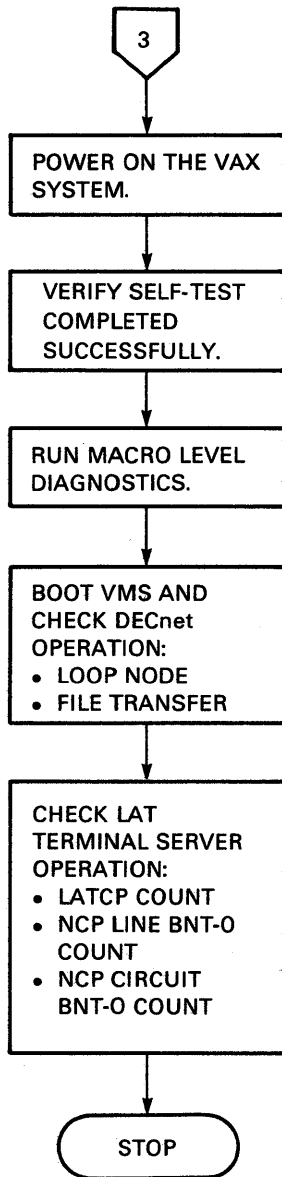 3
POWER ON THE VAX
SYSTEM.
VERIFY SELF-TEST
COMPLETED
SUCCESSFULLY.
RUN MACRO LEVEL
DIAGNOSTICS.
BOOT VMS AND
CHECK DECnet
OPERATION:
• LOOP NODE
• FILE TRANSFER
CHECK LAT
TERMINAL SERVER
OPERATION:
• LATCP COUNT
• NCP LINE BNT-0
COUNT
• NCP CIRCUIT
BNT-0 COUNT
STOP